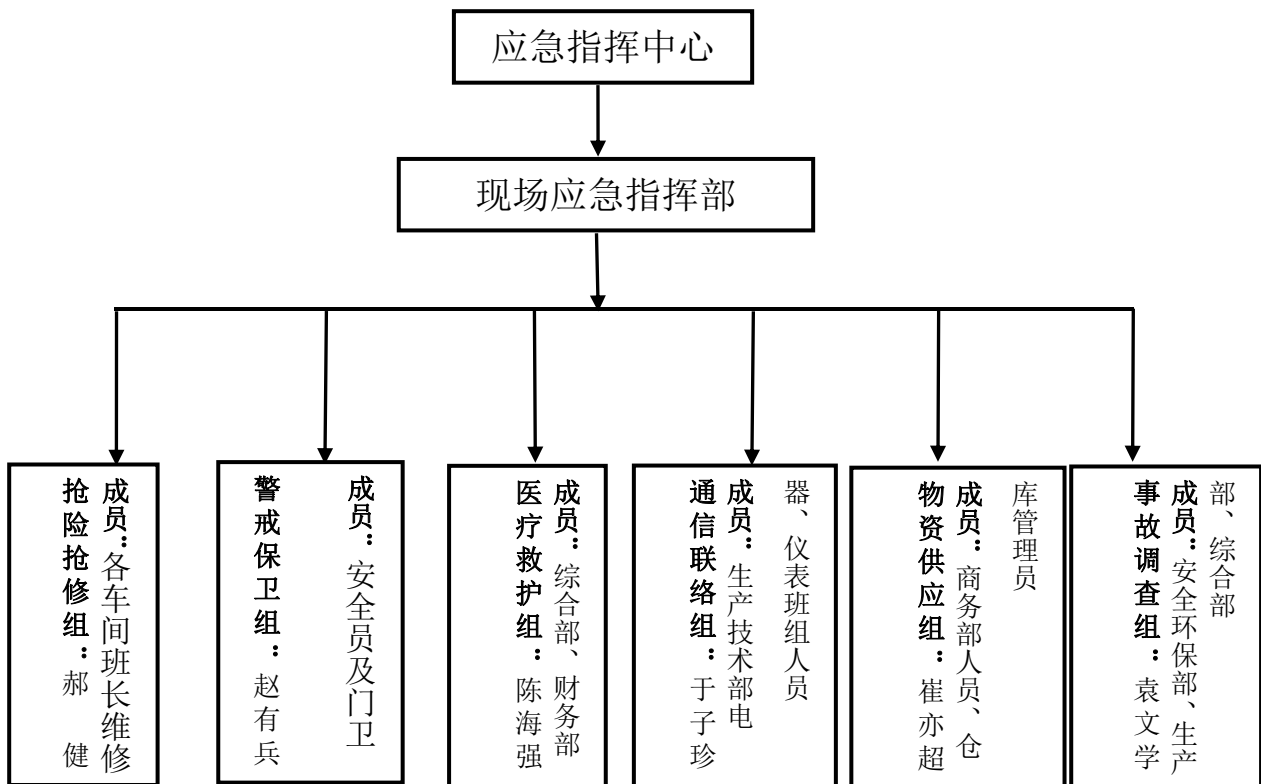 应急指挥中心
现场应急指挥部
抢险抢修组：郝 健
成员：各车间班长维修
警戒保卫组：赵有兵
成员：安全员及门卫
医疗救护组：陈海强
成员：综合部、财务部
通信联络组：于子珍
成员：生产技术部电
器、仪表班组人员
物资供应组：崔亦超
成员：商务部人员、仓
库管理员
事故调查组：袁文学
成员：安全环保部、生产
部、综合部